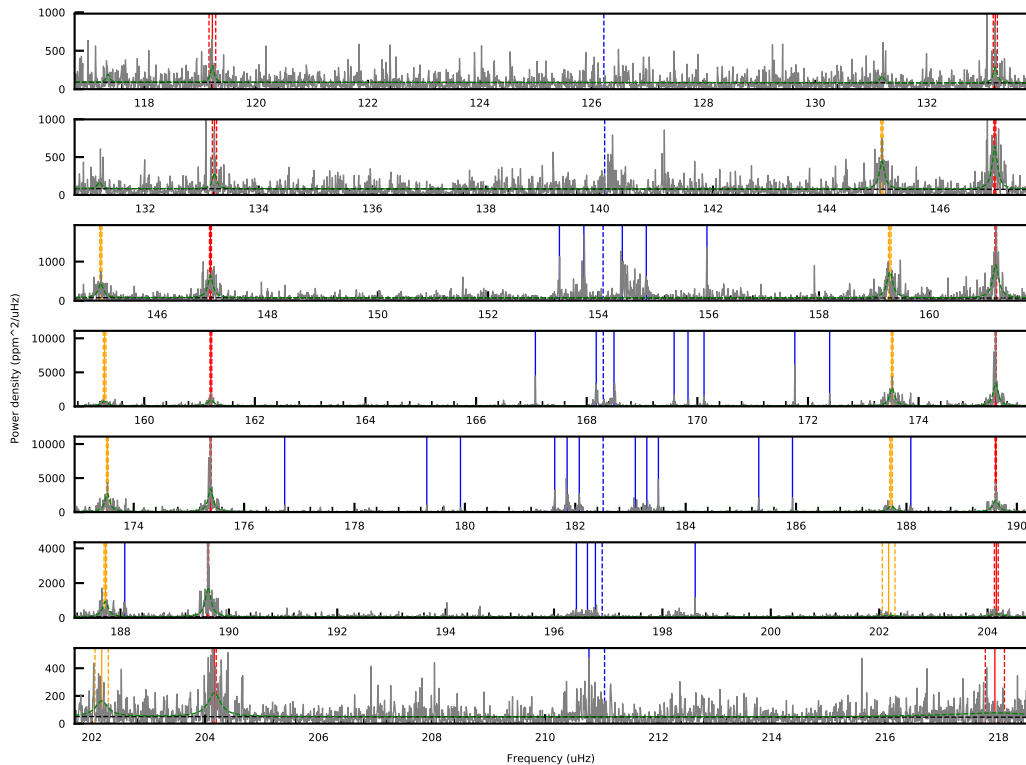 1000
500
0
118 120 122 124 126 128 130 132
1000
500
0
132 134 136 138 140 142 144 146
1000
0
146 148 150 152 154 156 158 160
Power density (ppm^2/uHz)
10000
5000
0
160 162 164 166 168 170 172 174
10000
5000
0
174 176 178 180 182 184 186 188 190
4000
2000
0
188 190 192 194 196 198 200 202 204
400
200
0
202 204 206 208 210 212 214 216 218
Frequency (uHz)